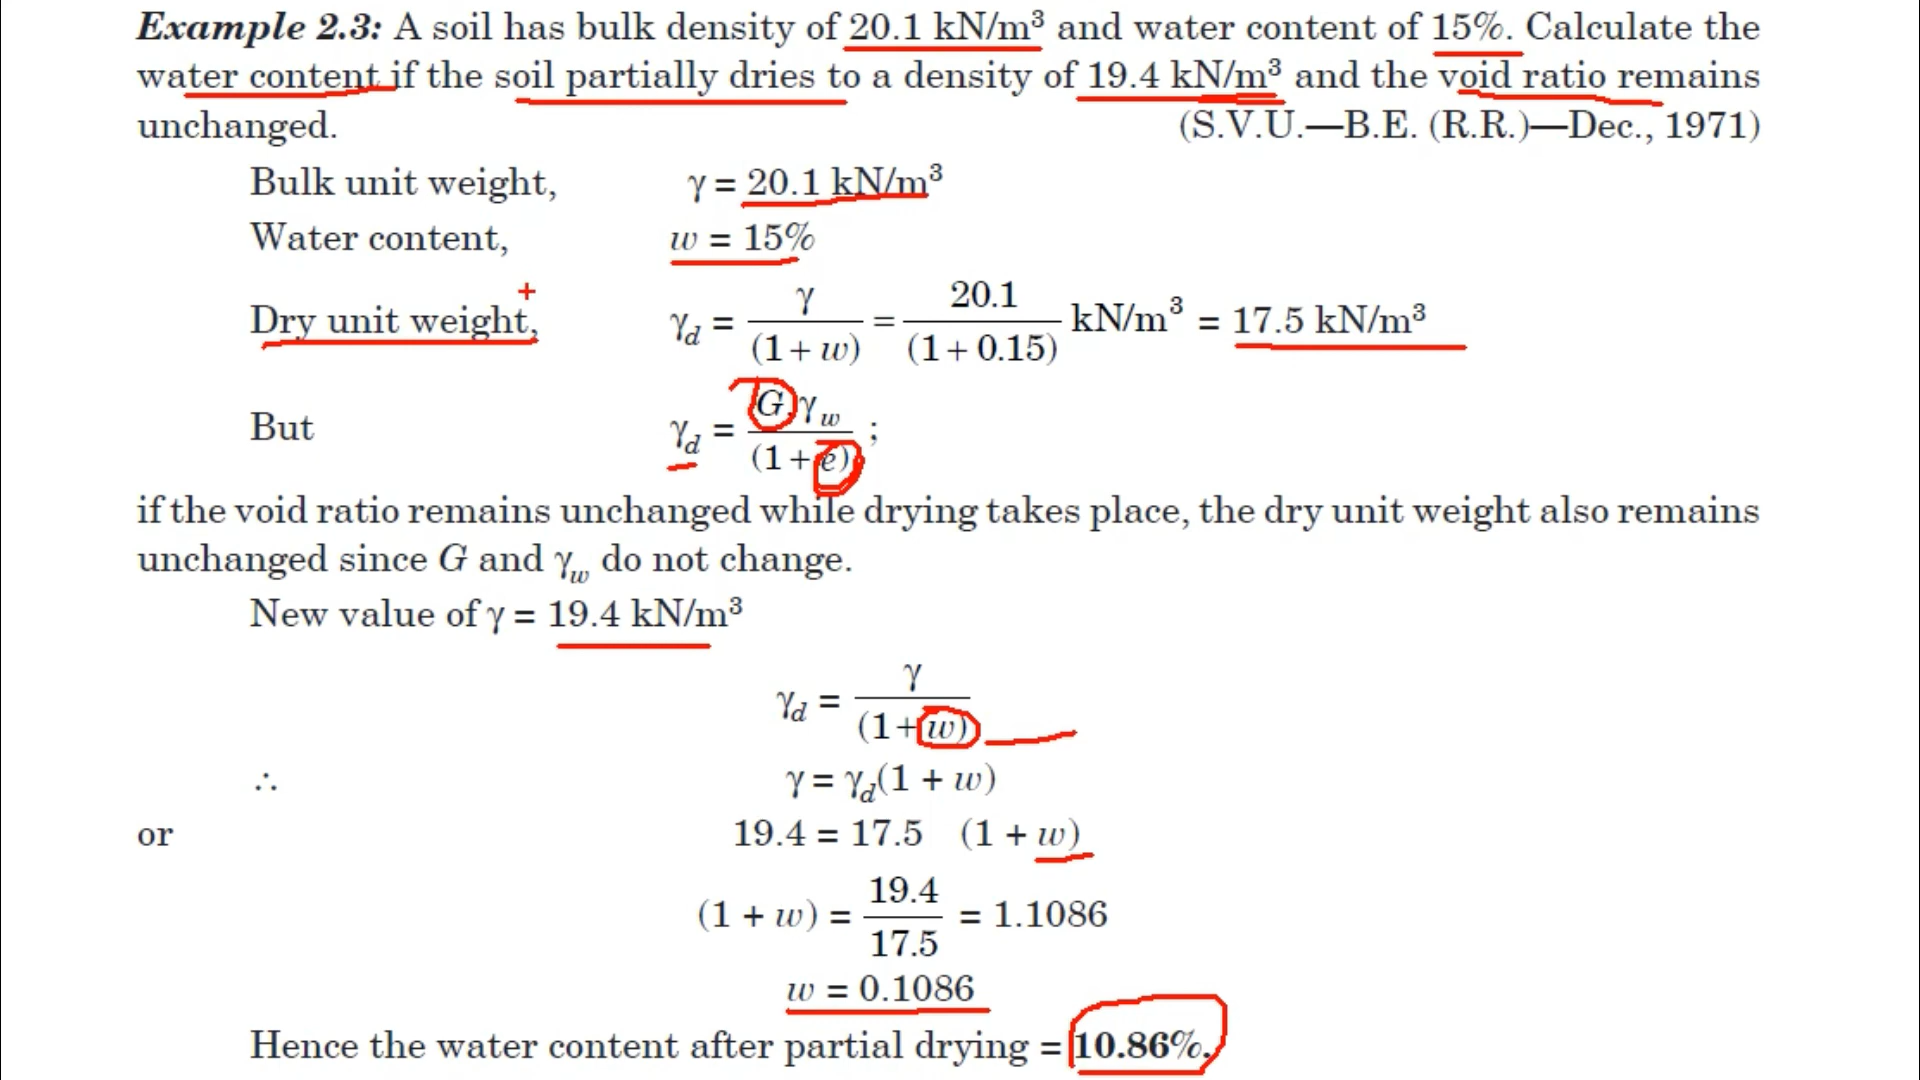 Example 2.3: A soil has bulk density of 20.1 kN/m³ and water content of 15%. Calculate the
water content if the soil partially dries to a density of 19.4 kN/m³ and the void ratio remains
unchanged. (S.V.U.—B.E. (R.R.)—Dec., 1971)
Bulk unit weight, γ = 20.1 kN/m³
Water content, w = 15%
Dry unit weight, γ_d = γ/(1 + w) = 20.1/(1 + 0.15) kN/m³ = 17.5 kN/m³
But γ_d = G.γ_w/(1 + e) ;
if the void ratio remains unchanged while drying takes place, the dry unit weight also remains
unchanged since G and γ_w do not change.
New value of γ = 19.4 kN/m³
γ_d = γ/(1 + w)
∴ γ = γ_d(1 + w)
or 19.4 = 17.5 (1 + w)
(1 + w) = 19.4/17.5 = 1.1086
w = 0.1086
Hence the water content after partial drying = 10.86%.